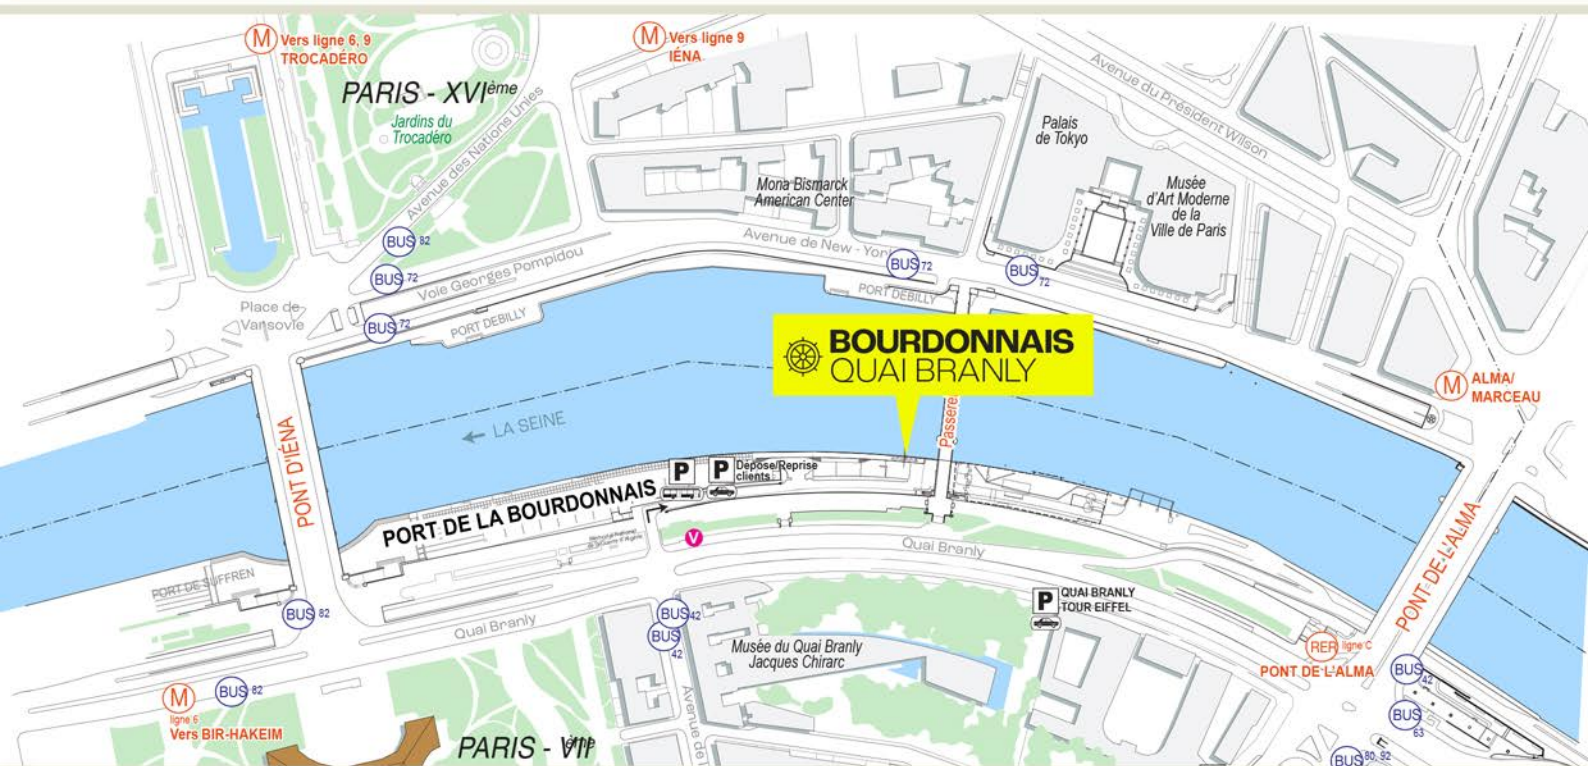 M Vers ligne 6, 9
TROCADÉRO
M Vers ligne 9
IÉNA
PARIS - XVIème
Jardins du
Trocadéro
Avenue des Nations Unies
Avenue du Président Wilson
Palais
de Tokyo
Mona Bismarck
American Center
Musée
d'Art Moderne
de la
Ville de Paris
BUS 82
BUS 72
BUS 72
Voie Georges Pompidou
Avenue de New - York
BUS 72
BUS 72
Place de
Varsovie
PORT DEBILLY
PORT DEBILLY
BOURDONNAIS
QUAI BRANLY
M ALMA/
MARCEAU
LA SEINE
PONT D'IÉNA
PORT DE LA BOURDONNAIS
P
P Dépose/Reprise
clients
V
Quai Branly
PONT-DE-L'ALMA
PORT DE SUFFREN
BUS 82
Quai Branly
BUS 42
BUS 42
P QUAI BRANLY
TOUR EIFFEL
Musée du Quai Branly
Jacques Chirarc
RER ligne C
PONT DE L'ALMA
BUS 42
BUS 63
BUS 80, 92
M BUS 82
ligne 6
Vers BIR-HAKEIM
PARIS - VIIème